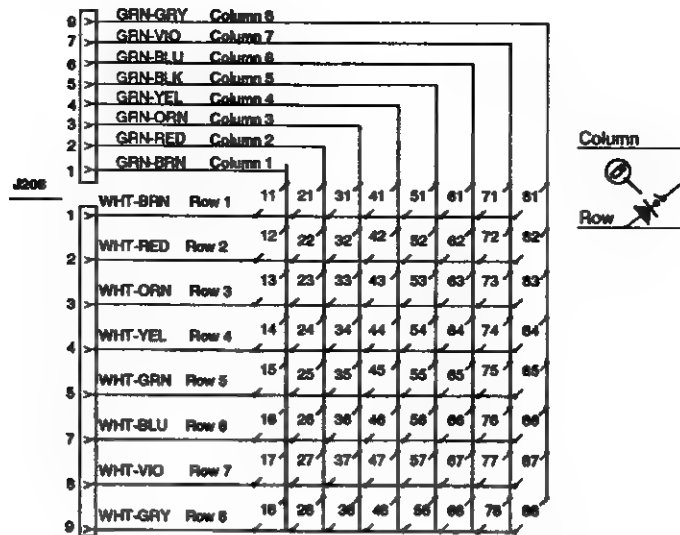 9 GRN-GRY Column 8
7 GRN-VIO Column 7
6 GRN-BLU Column 6
5 GRN-BLK Column 5
4 GRN-YEL Column 4
3 GRN-ORN Column 3
2 GRN-RED Column 2
1 GRN-BRN Column 1
J206
1 WHT-BRN Row 1 11 21 31 41 51 61 71 81
2 WHT-RED Row 2 12 22 32 42 52 62 72 82
3 WHT-ORN Row 3 13 23 33 43 53 63 73 83
4 WHT-YEL Row 4 14 24 34 44 54 64 74 84
5 WHT-GRN Row 5 15 25 35 45 55 65 75 85
7 WHT-BLU Row 6 16 26 36 46 56 66 76 86
8 WHT-VIO Row 7 17 27 37 47 57 67 77 87
9 WHT-GRY Row 8 18 28 38 48 58 68 78 88
Column
Row